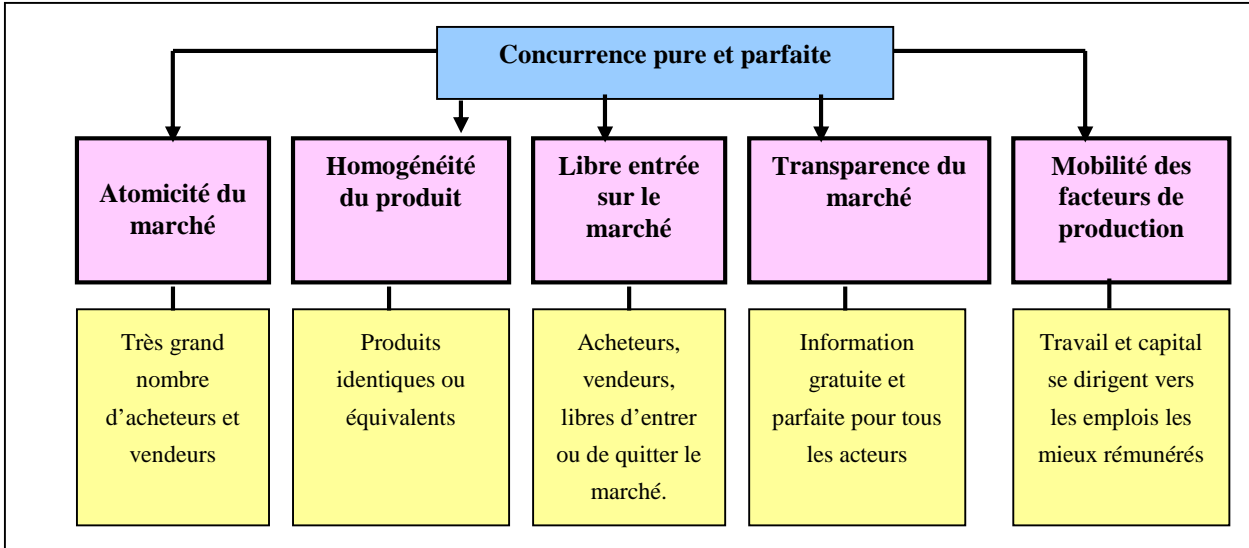 Concurrence pure et parfaite
Atomicité du
marché
Homogénéité
du produit
Libre entrée
sur le
marché
Transparence du
marché
Mobilité des
facteurs de
production
Très grand
nombre
d’acheteurs et
vendeurs
Produits
identiques ou
équivalents
Acheteurs,
vendeurs,
libres d’entrer
ou de quitter le
marché.
Information
gratuite et
parfaite pour tous
les acteurs
Travail et capital
se dirigent vers
les emplois les
mieux rémunérés